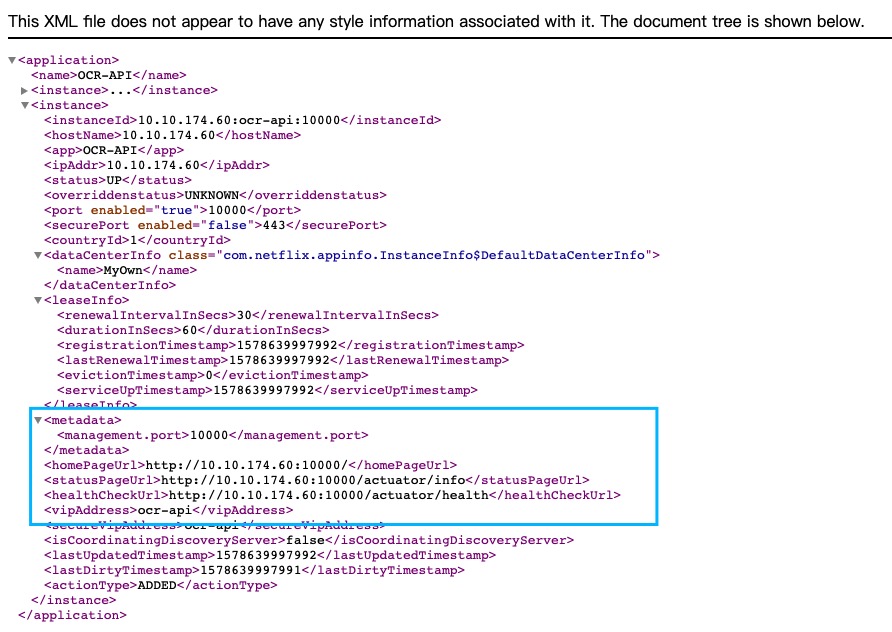 This XML file does not appear to have any style information associated with it. The document tree is shown below.
▼<application>
<name>OCR-API</name>
▶<instance>...</instance>
▼<instance>
<instanceId>10.10.174.60:ocr-api:10000</instanceId>
<hostName>10.10.174.60</hostName>
<app>OCR-API</app>
<ipAddr>10.10.174.60</ipAddr>
<status>UP</status>
<overriddenstatus>UNKNOWN</overriddenstatus>
<port enabled="true">10000</port>
<securePort enabled="false">443</securePort>
<countryId>1</countryId>
▼<dataCenterInfo class="com.netflix.appinfo.InstanceInfo$DefaultDataCenterInfo">
<name>MyOwn</name>
</dataCenterInfo>
▼<leaseInfo>
<renewalIntervalInSecs>30</renewalIntervalInSecs>
<durationInSecs>60</durationInSecs>
<registrationTimestamp>1578639997992</registrationTimestamp>
<lastRenewalTimestamp>1578639997992</lastRenewalTimestamp>
<evictionTimestamp>0</evictionTimestamp>
<serviceUpTimestamp>1578639997992</serviceUpTimestamp>
</leaseInfo>
▼<metadata>
<management.port>10000</management.port>
</metadata>
<homePageUrl>http://10.10.174.60:10000/</homePageUrl>
<statusPageUrl>http://10.10.174.60:10000/actuator/info</statusPageUrl>
<healthCheckUrl>http://10.10.174.60:10000/actuator/health</healthCheckUrl>
<vipAddress>ocr-api</vipAddress>
<secureVipAddress>ocr-api</secureVipAddress>
<isCoordinatingDiscoveryServer>false</isCoordinatingDiscoveryServer>
<lastUpdatedTimestamp>1578639997992</lastUpdatedTimestamp>
<lastDirtyTimestamp>1578639997991</lastDirtyTimestamp>
<actionType>ADDED</actionType>
</instance>
</application>